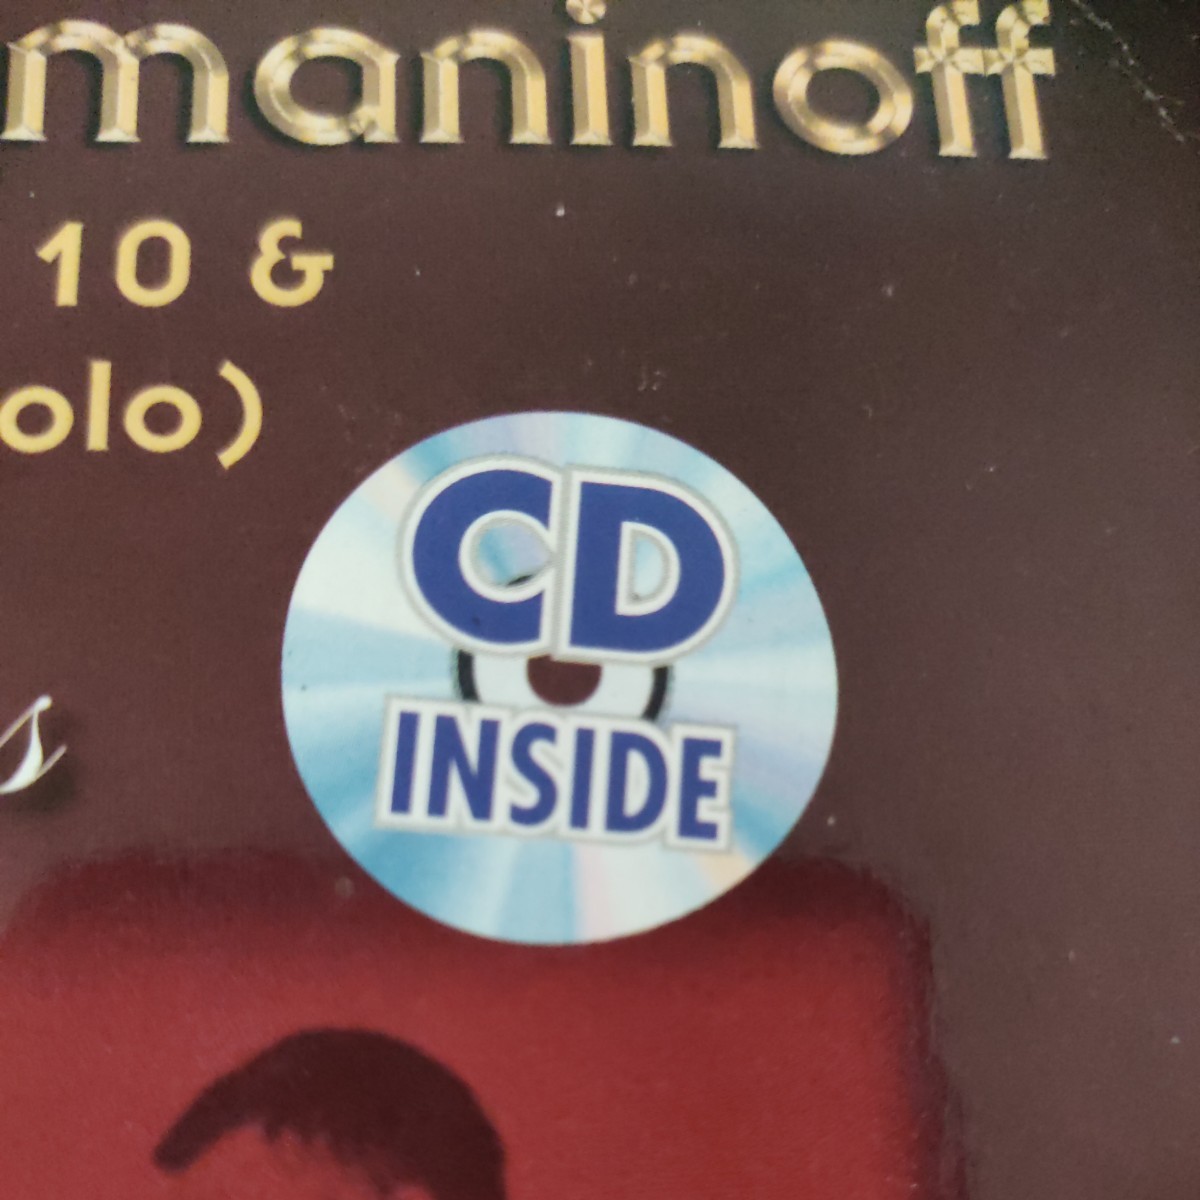 maninoff
10 &
olo)
CD
s
INSIDE